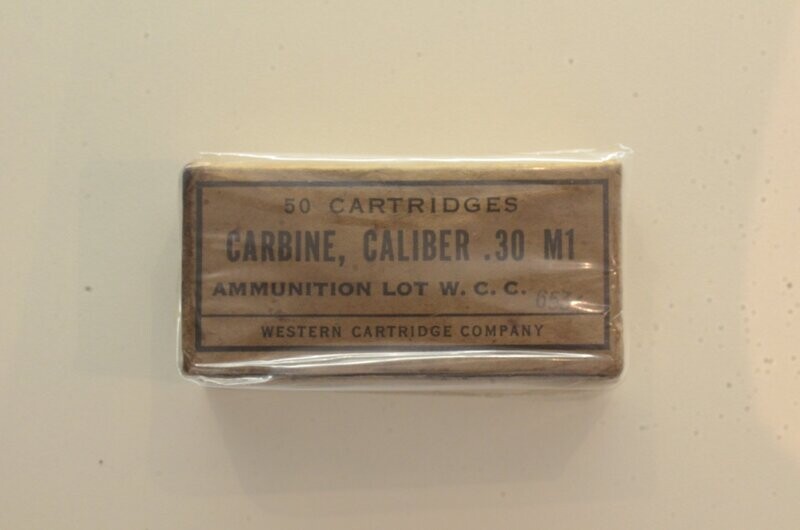 50 CARTRIDGES
CARBINE, CALIBER .30 M1
AMMUNITION LOT W. C. C.
WESTERN CARTRIDGE COMPANY